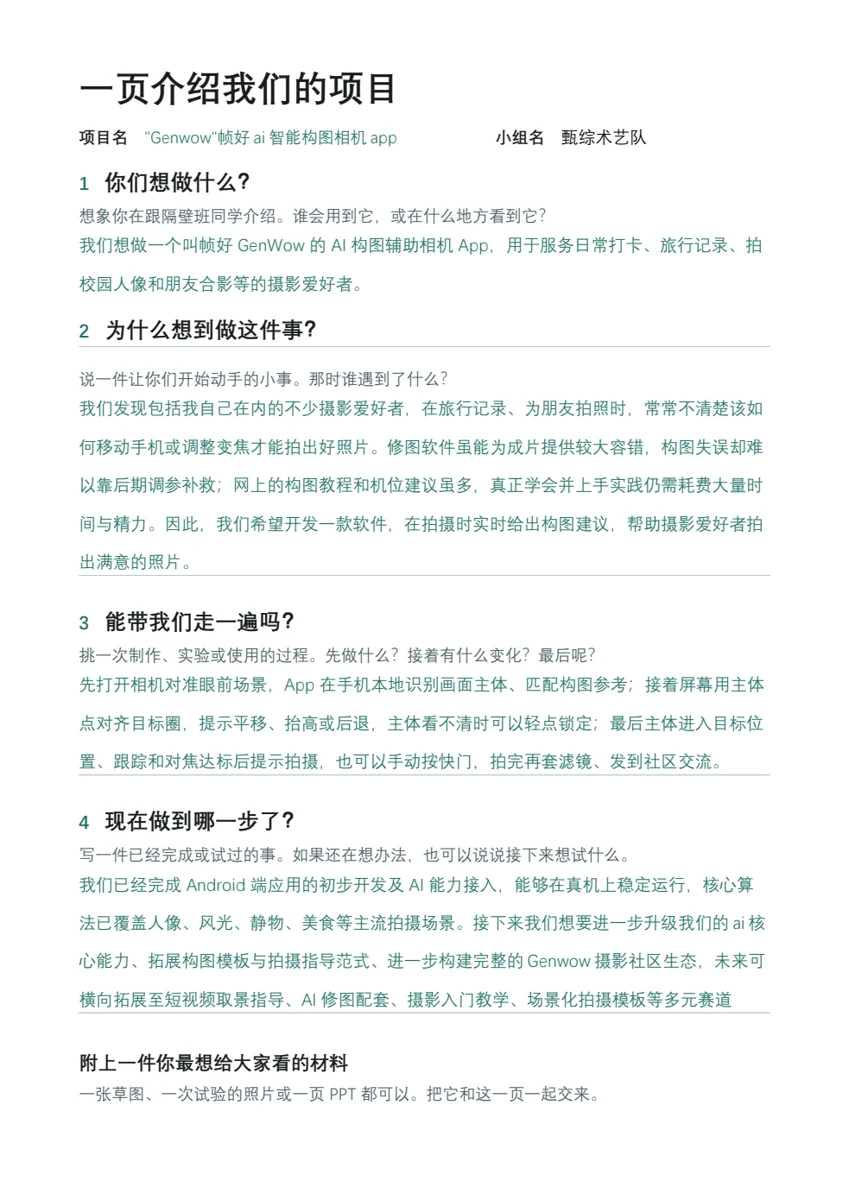 一页介绍我们的项目
项目名 "Genwow"帧好 ai 智能构图相机 app 小组名 甄综术艺队
1 你们想做什么？
想象你在跟隔壁班同学介绍。谁会用到它，或在什么地方看到它？
我们想做一个叫帧好 GenWow 的 AI 构图辅助相机 App，用于服务日常打卡、旅行记录、拍
校园人像和朋友合影等的摄影爱好者。
2 为什么想到做这件事？
说一件让你们开始动手的小事。那时谁遇到了什么？
我们发现包括我自己在内的不少摄影爱好者，在旅行记录、为朋友拍照时，常常不清楚该如
何移动手机或调整变焦才能拍出好照片。修图软件虽能为成片提供较大容错，构图失误却难
以靠后期调参补救；网上的构图教程和机位建议虽多，真正学会并上手实践仍需耗费大量时
间与精力。因此，我们希望开发一款软件，在拍摄时实时给出构图建议，帮助摄影爱好者拍
出满意的照片。
3 能带我们走一遍吗？
挑一次制作、实验或使用的过程。先做什么？接着有什么变化？最后呢？
先打开相机对准眼前场景，App 在手机本地识别画面主体、匹配构图参考；接着屏幕用主体
点对齐目标圈，提示平移、抬高或后退，主体看不清时可以轻点锁定；最后主体进入目标位
置、跟踪和对焦达标后提示拍摄，也可以手动按快门，拍完再套滤镜、发到社区交流。
4 现在做到哪一步了？
写一件已经完成或试过的事。如果还在想办法，也可以说说接下来想试什么。
我们已经完成 Android 端应用的初步开发及 AI 能力接入，能够在真机上稳定运行，核心算
法已覆盖人像、风光、静物、美食等主流拍摄场景。接下来我们想要进一步升级我们的 ai 核
心能力、拓展构图模板与拍摄指导范式、进一步构建完整的 Genwow 摄影社区生态，未来可
横向拓展至短视频取景指导、AI 修图配套、摄影入门教学、场景化拍摄模板等多元赛道
附上一件你最想给大家看的材料
一张草图、一次试验的照片或一页 PPT 都可以。把它和这一页一起交来。